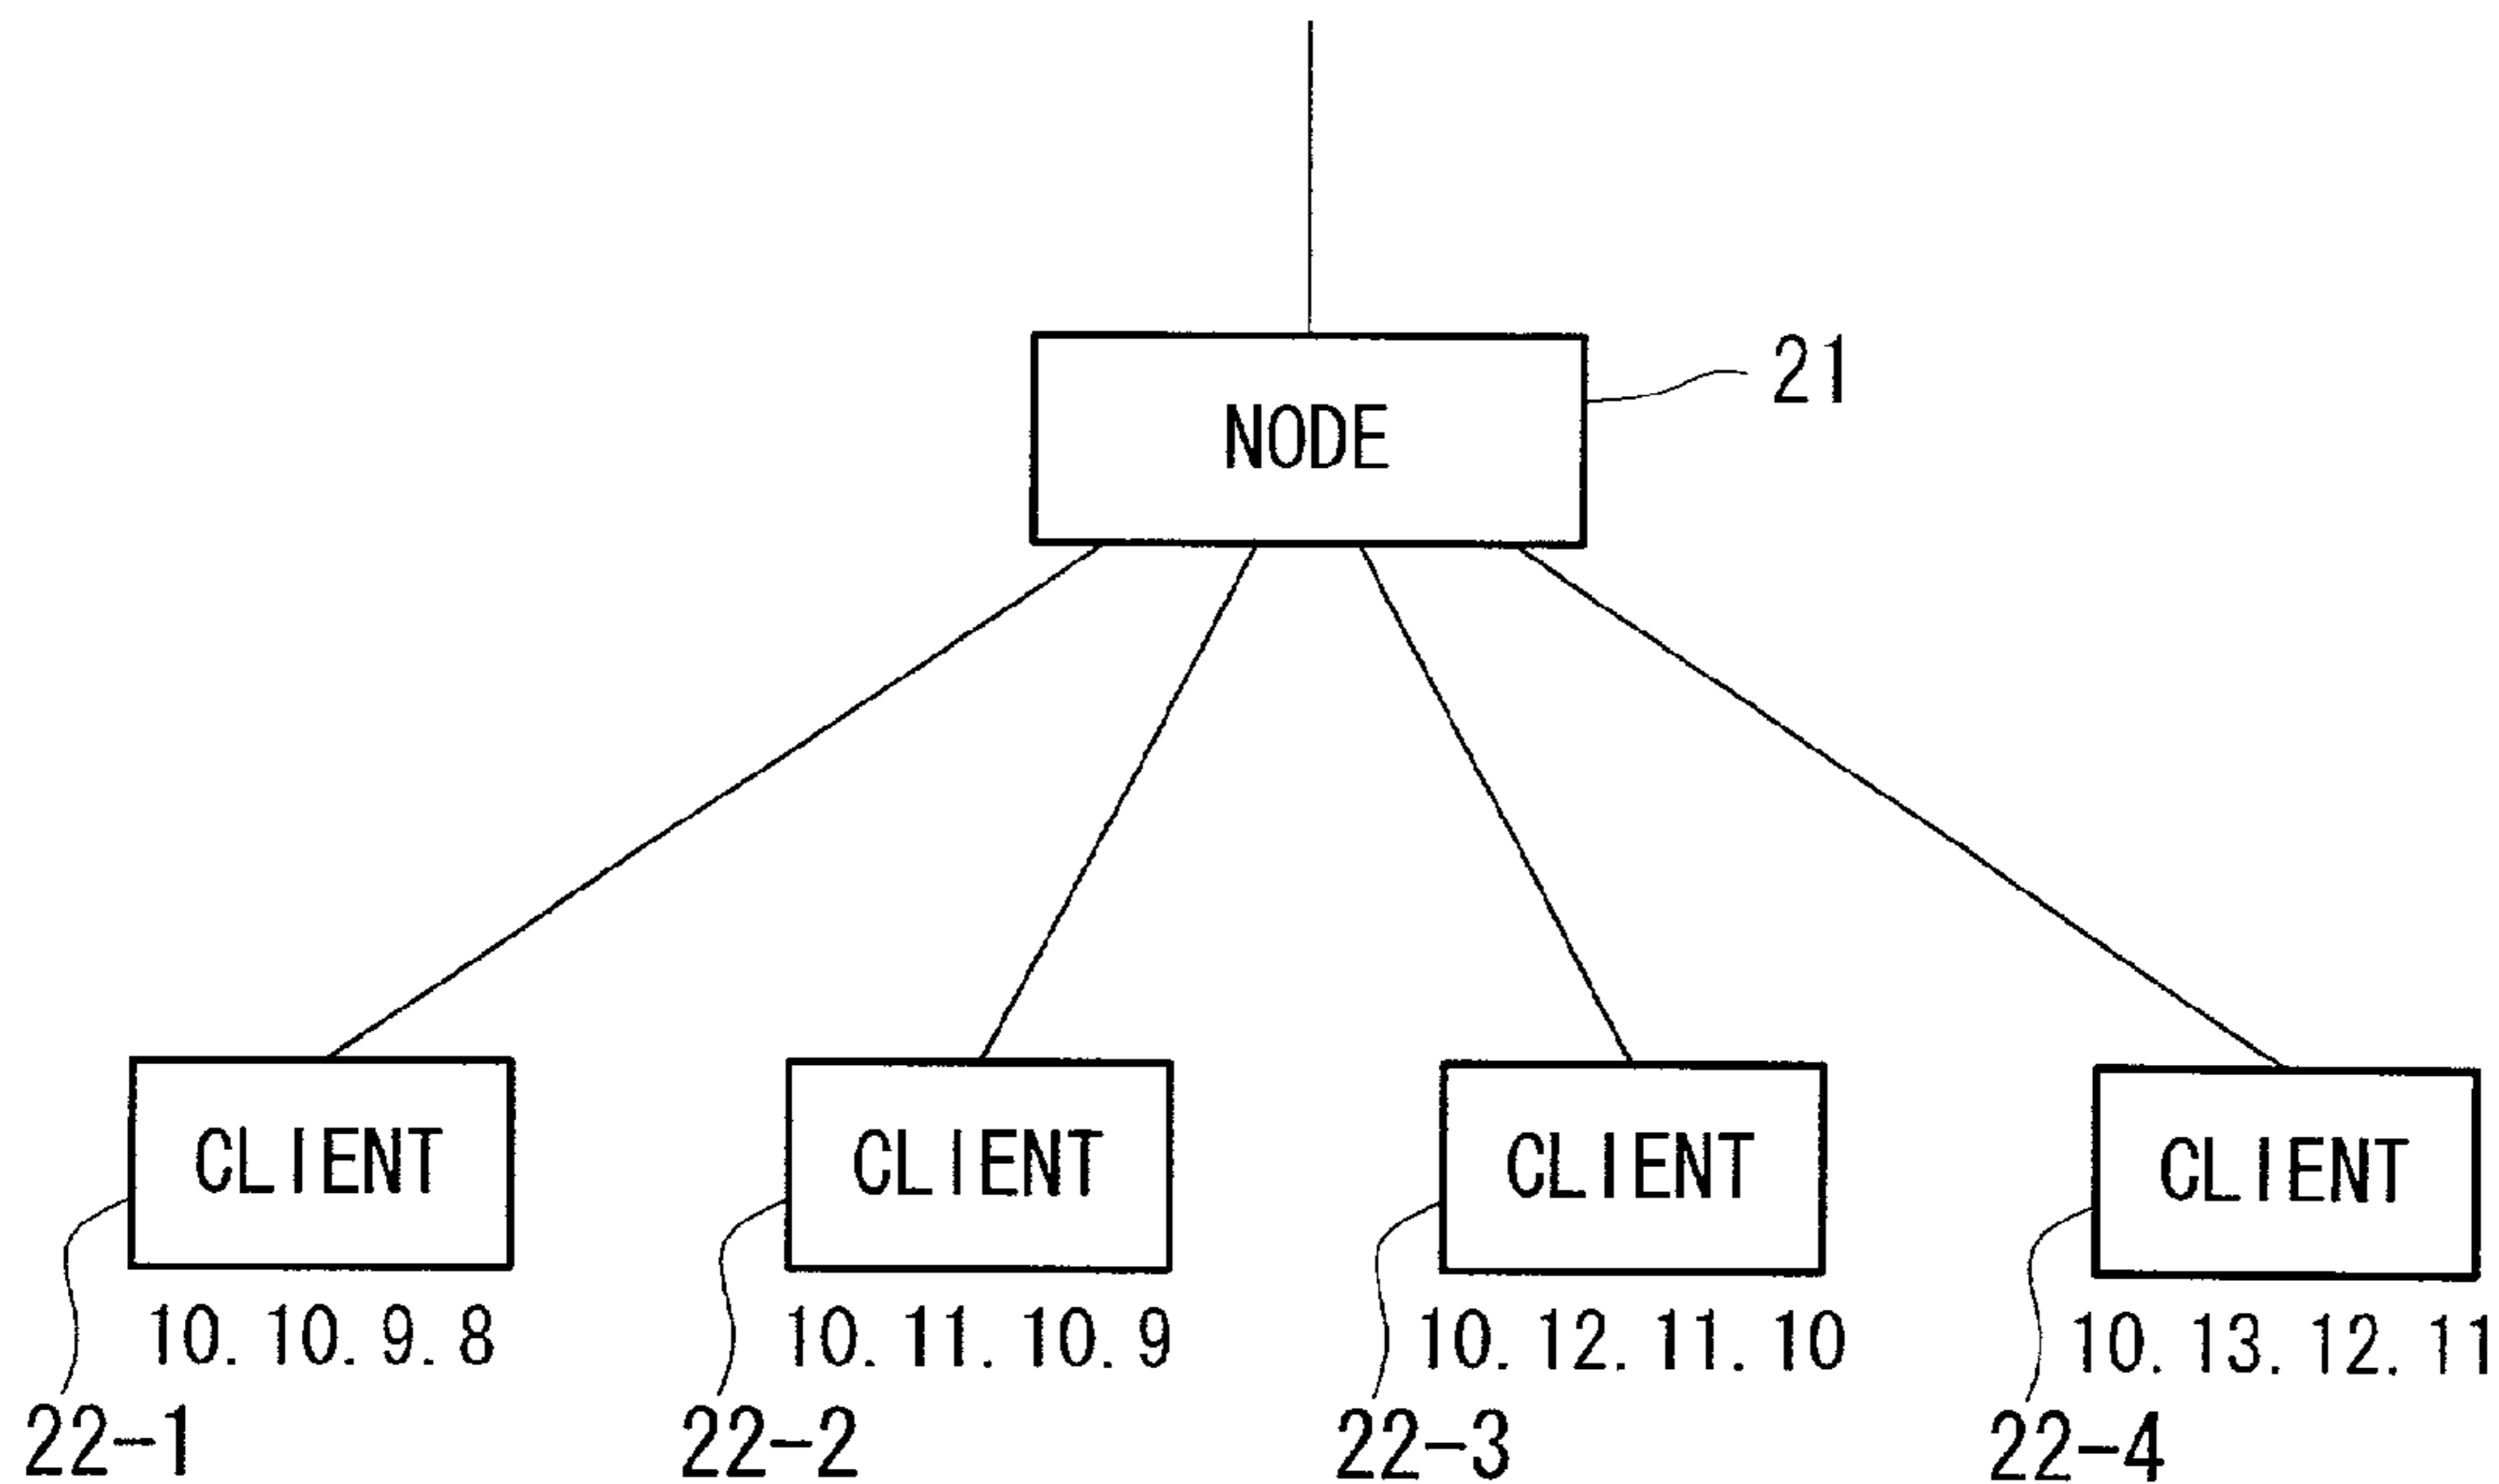 21
NODE
CLIENT CLIENT CLIENT CLIENT
10. 10. 9. 8 10. 11. 10. 9 10. 12. 11. 10 10. 13. 12. 11
22-1 22-2 22-3 22-4